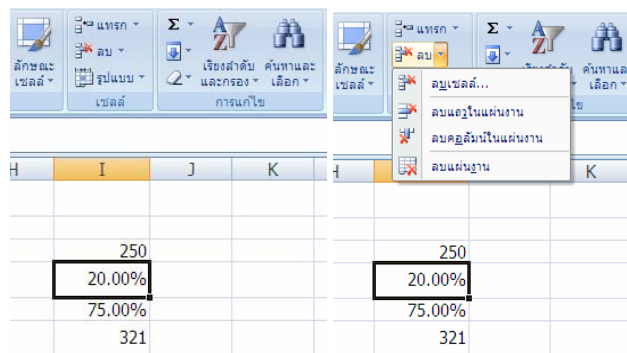 แทรก
ลบ
รูปแบบ
ลักษณะ
เซลล์
เซลล์
Σ
เรียงลำดับ
และกรอง
ค้นหาและ
เลือก
การแก้ไข
H I J K
250
20.00%
75.00%
321
แทรก
ลบ
ลักษณะ
เซลล์
Σ
ค้นหาและ
เลือก
ลบเซลล์...
ลบแถวในแผ่นงาน
ลบคอลัมน์ในแผ่นงาน
ลบแผ่นงาน
K
250
20.00%
75.00%
321